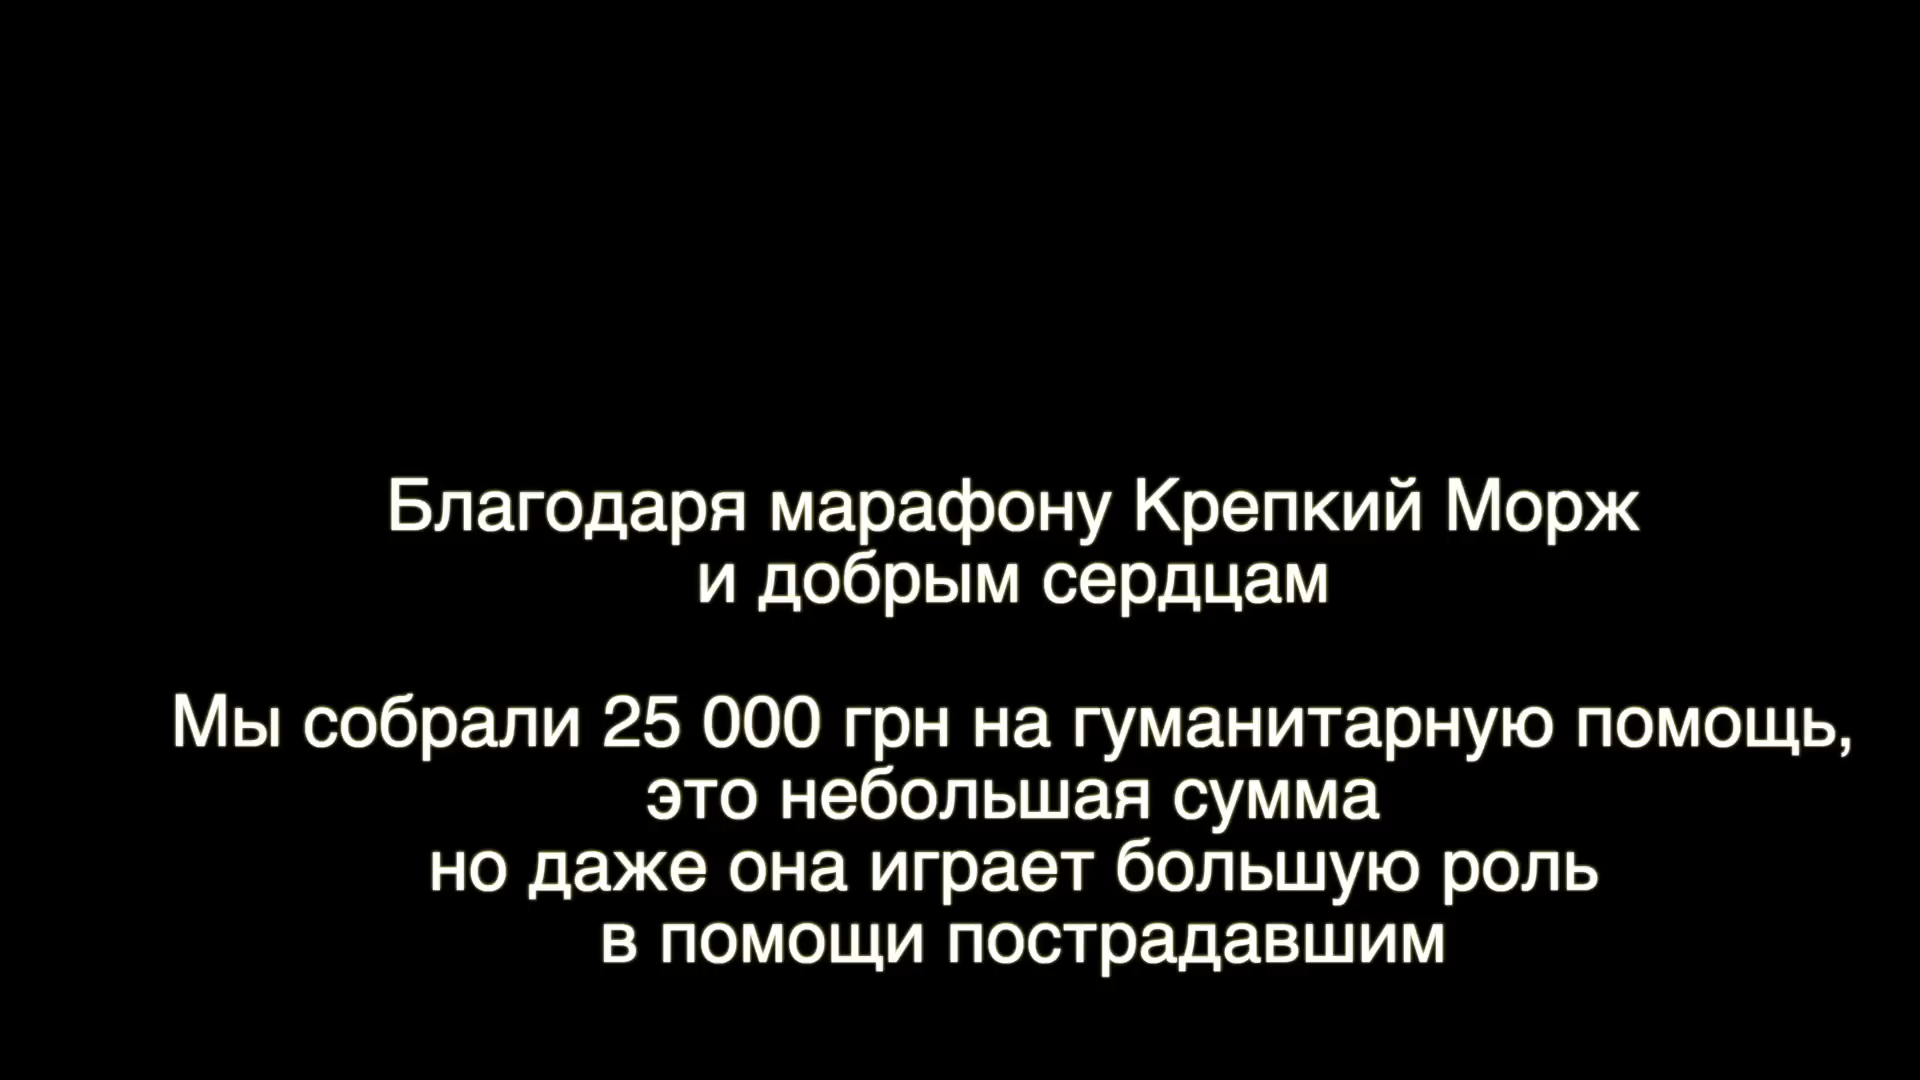 Благодаря марафону Крепкий Морж
и добрым сердцам
Мы собрали 25 000 грн на гуманитарную помощь,
это небольшая сумма
но даже она играет большую роль
в помощи пострадавшим